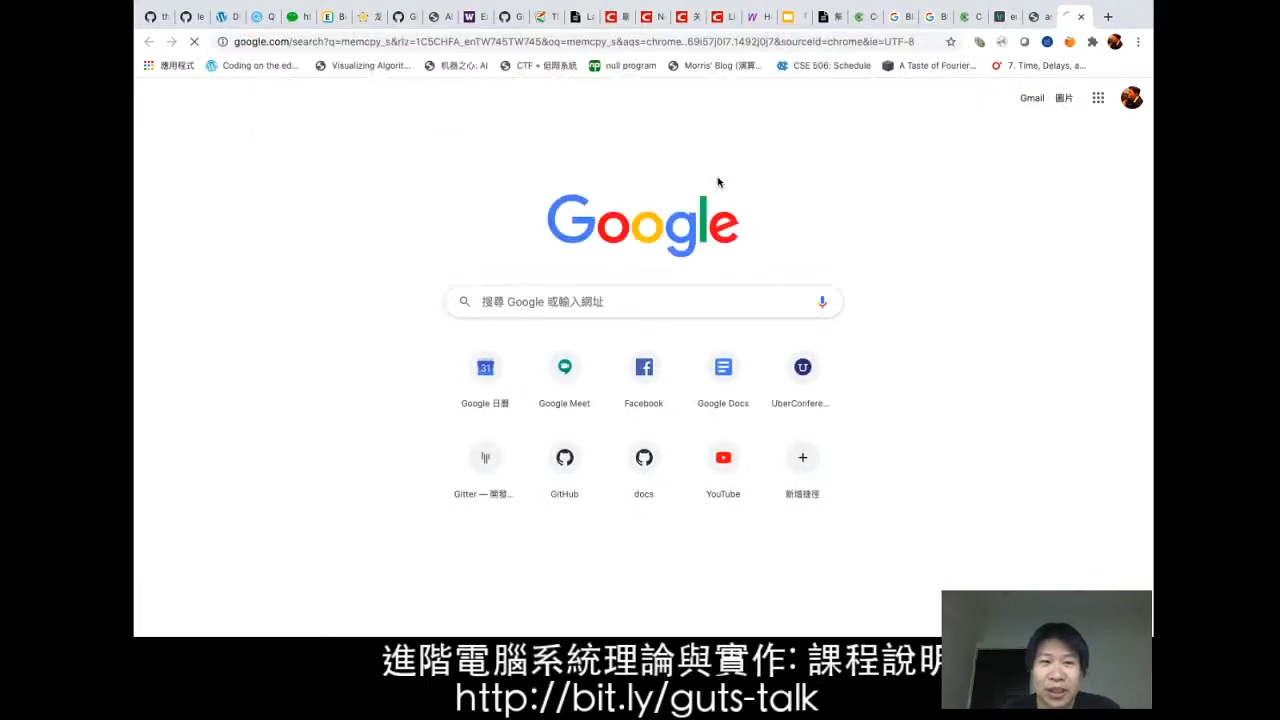 google.com/search?q=memcpy_s&rlz=1C5CHFA_enTW745TW745&oq=memcpy_s&aqs=chrome..69i57j0l7.1492j0j7&sourceid=chrome&ie=UTF-8
應用程式 Coding on the ed... Visualizing Algorit... 机器之心: AI CTF + 低階系統 null program Morris' Blog (演算... CSE 506: Schedule A Taste of Fourier... 7. Time, Delays, a...
Gmail 圖片
Google
搜尋 Google 或輸入網址
Google 日曆 Google Meet Facebook Google Docs UberConfere...
Gitter — 開發... GitHub docs YouTube 新增捷徑
進階電腦系統理論與實作: 課程說明
http://bit.ly/guts-talk